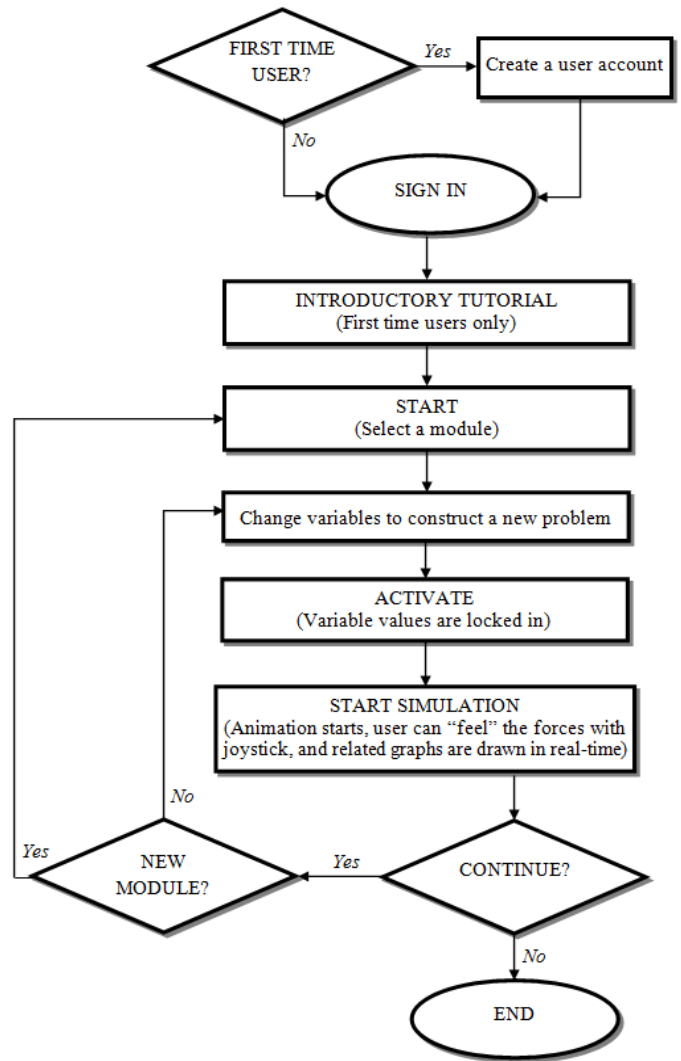 FIRST TIME
USER?
Yes
Create a user account
No
SIGN IN
INTRODUCTORY TUTORIAL
(First time users only)
START
(Select a module)
Change variables to construct a new problem
ACTIVATE
(Variable values are locked in)
START SIMULATION
(Animation starts, user can “feel” the forces with
joystick, and related graphs are drawn in real-time)
No
Yes
NEW
MODULE?
Yes
CONTINUE?
No
END